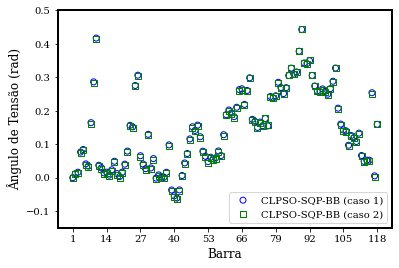 0.5
0.4
0.3
0.2
0.1
0.0
−0.1
Ângulo de Tensão (rad)
CLPSO-SQP-BB (caso 1)
CLPSO-SQP-BB (caso 2)
1 14 27 40 53 66 79 92 105 118
Barra